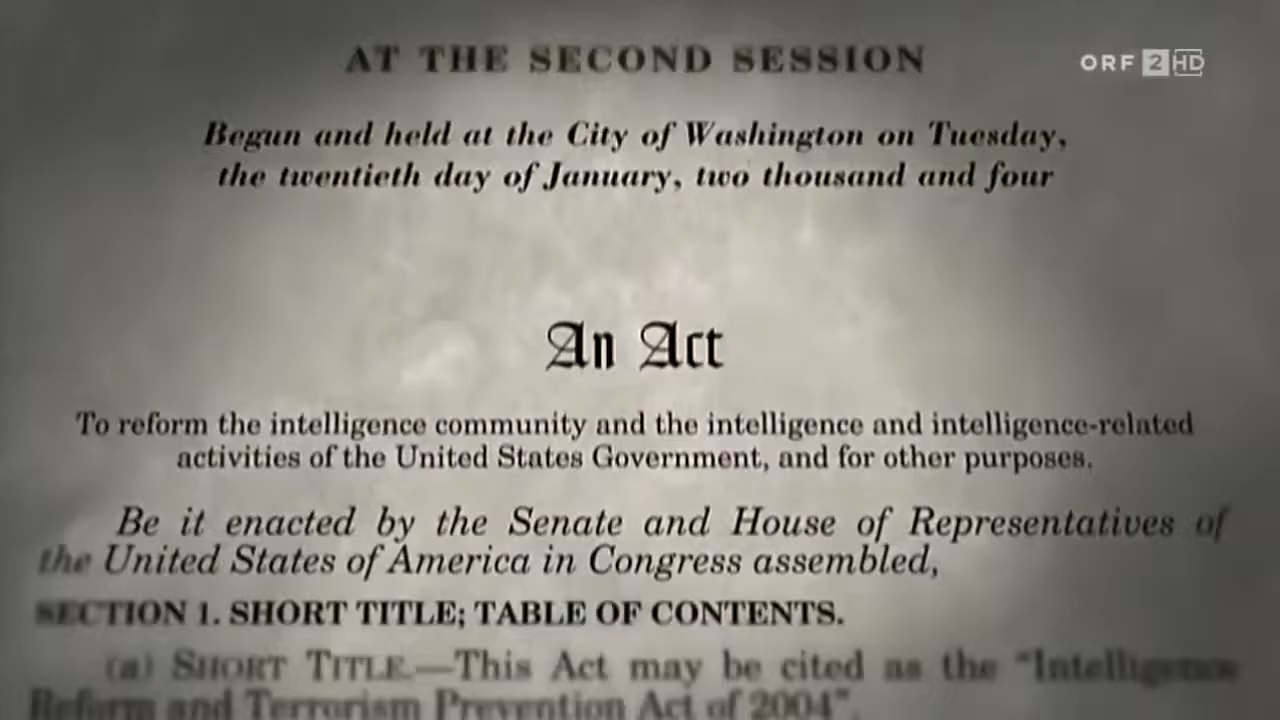 AT THE SECOND SESSION
ORF 2 HD
Begun and held at the City of Washington on Tuesday,
the twentieth day of January, two thousand and four
An Act
To reform the intelligence community and the intelligence and intelligence-related
activities of the United States Government, and for other purposes.
Be it enacted by the Senate and House of Representatives of
the United States of America in Congress assembled,
SECTION 1. SHORT TITLE; TABLE OF CONTENTS.
(a) SHORT TITLE.—This Act may be cited as the “Intelligence
Reform and Terrorism Prevention Act of 2004”.